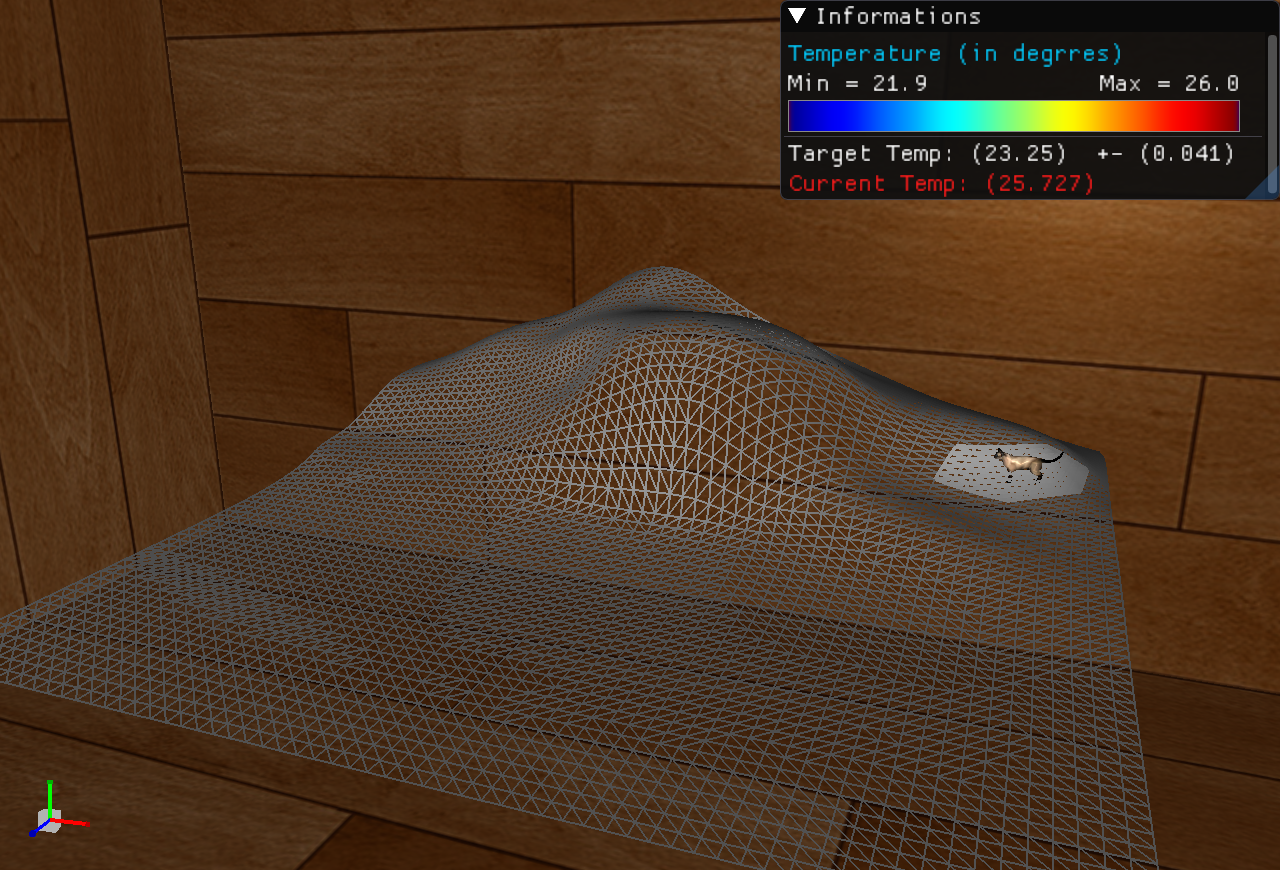 Informations
Temperature (in degrres)
Min = 21.9 Max = 26.0
Target Temp: (23.25) +- (0.041)
Current Temp: (25.727)